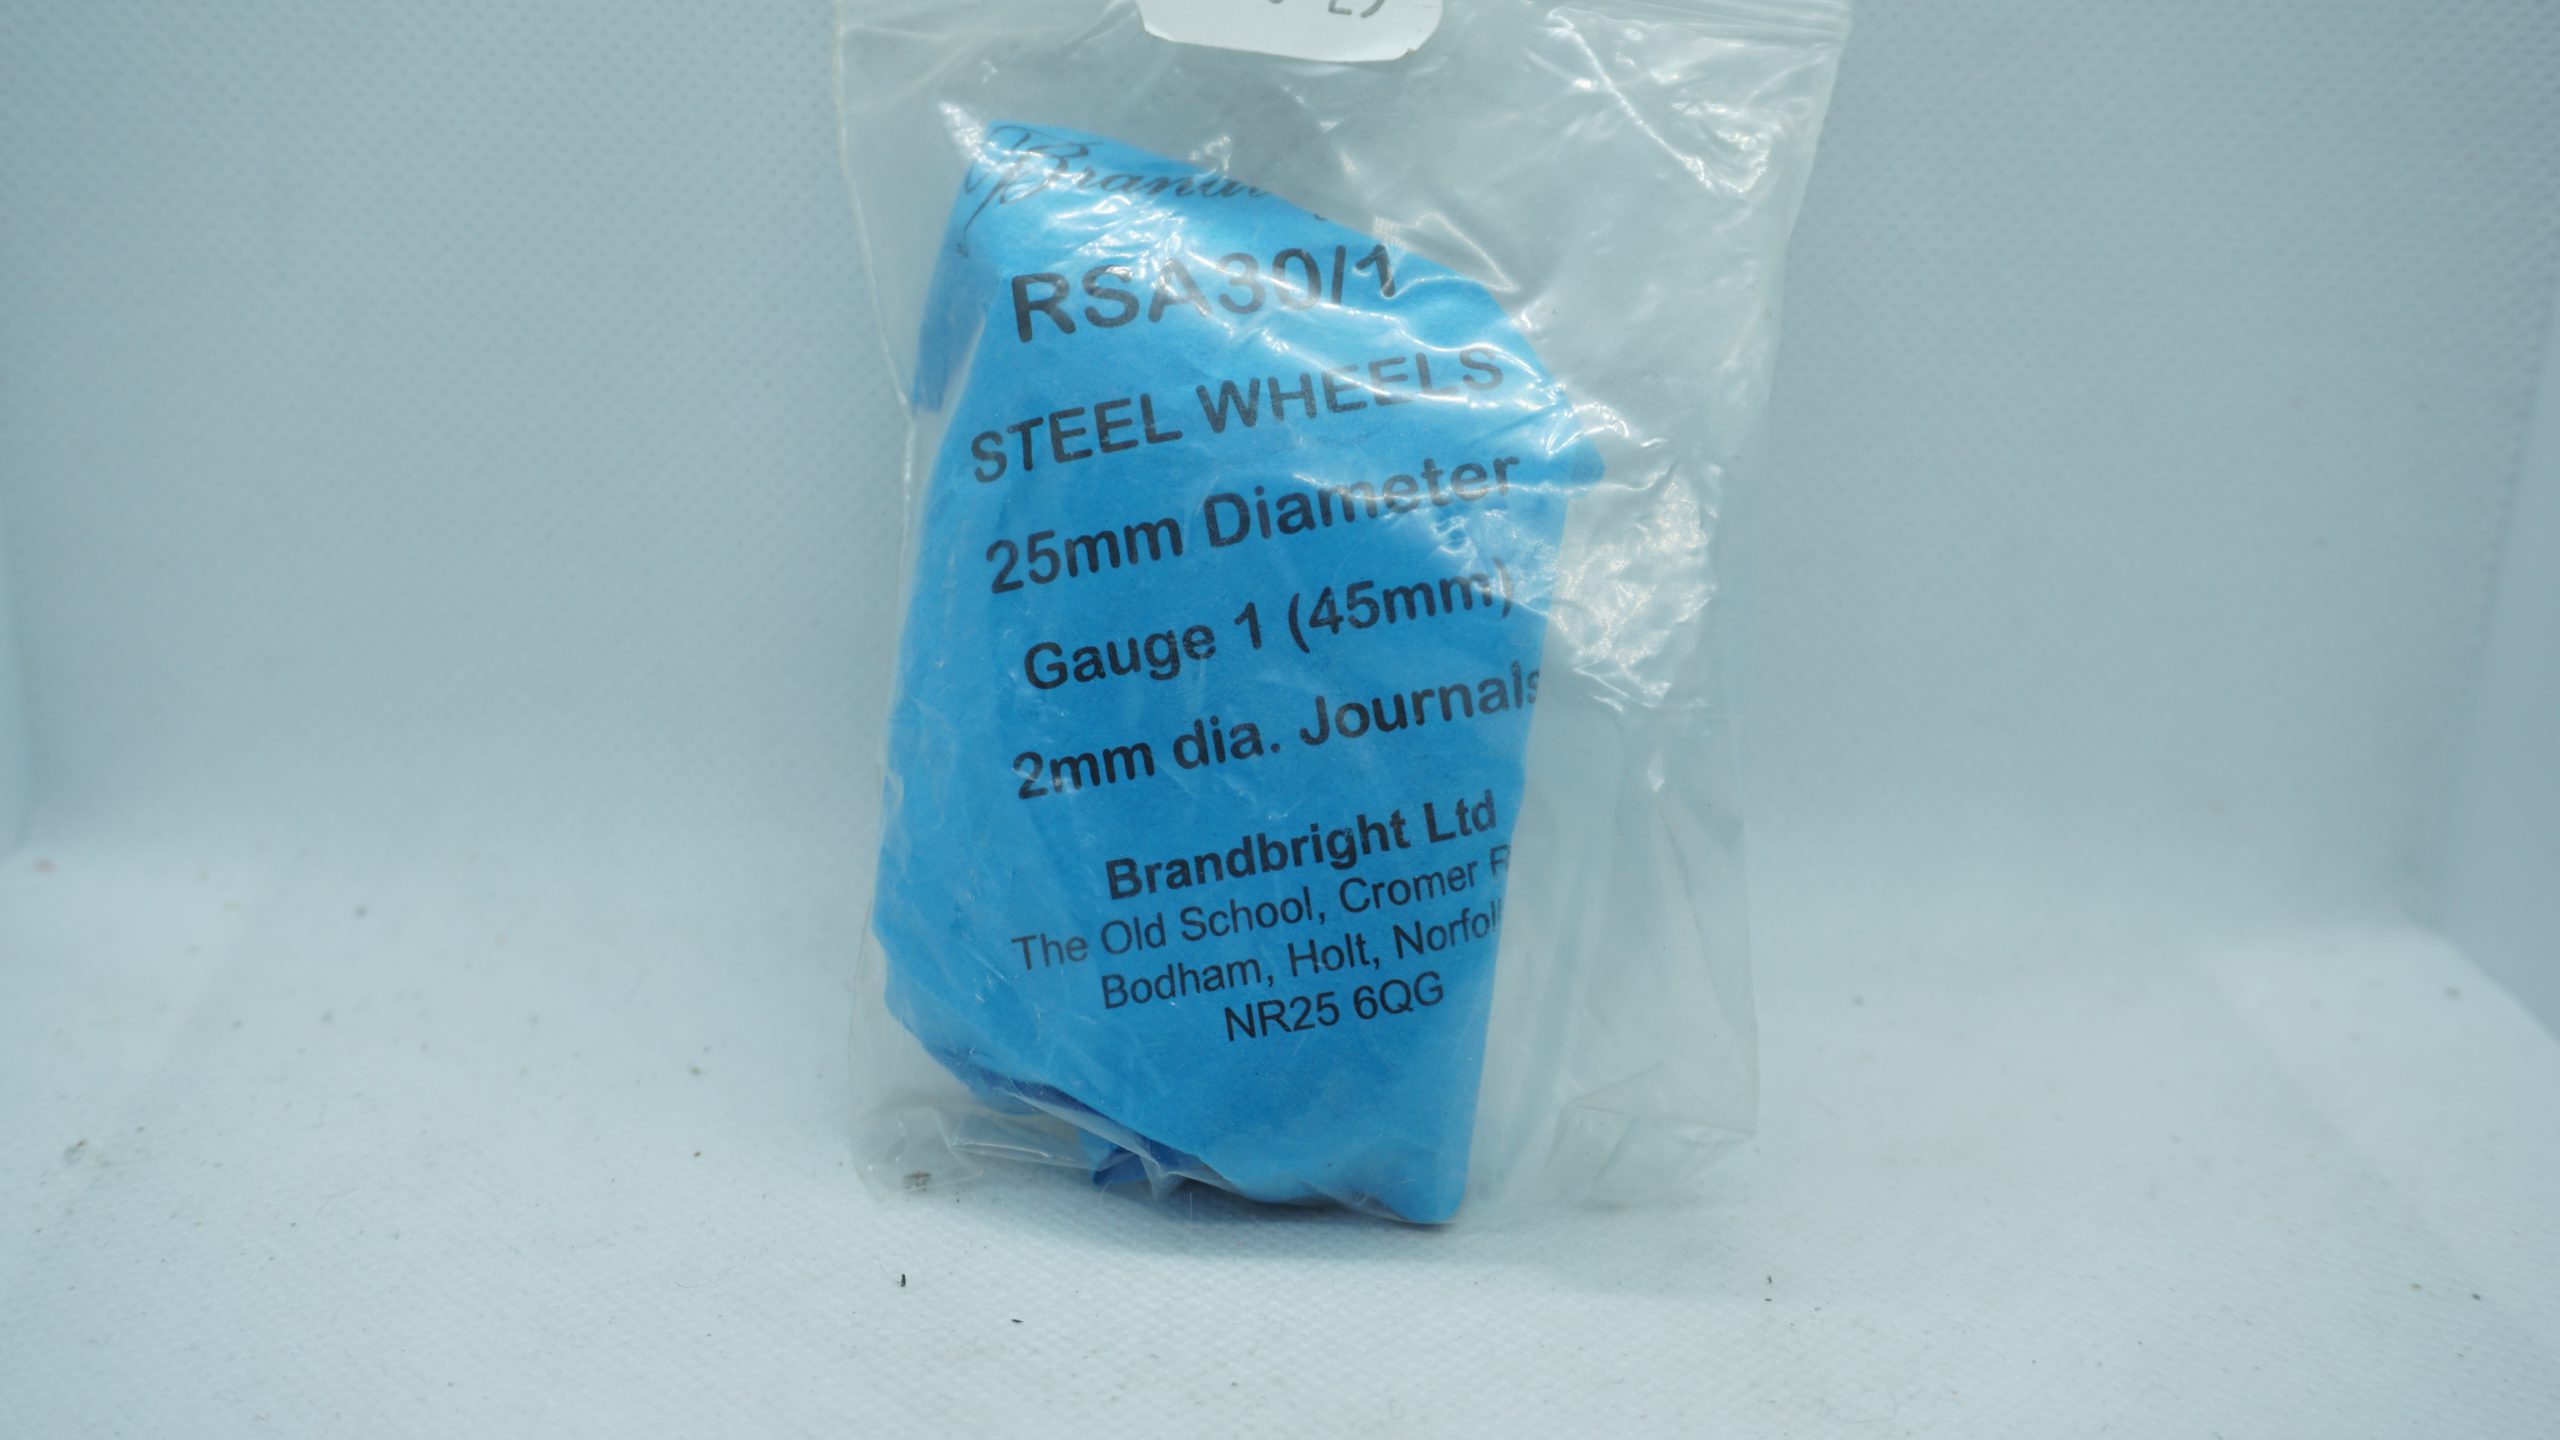 RSA30/1
STEEL WHEELS
25mm Diameter
Gauge 1 (45mm)
2mm dia. Journals
Brandbright Ltd
The Old School, Cromer
Bodham, Holt, Norfolk
NR25 6QG